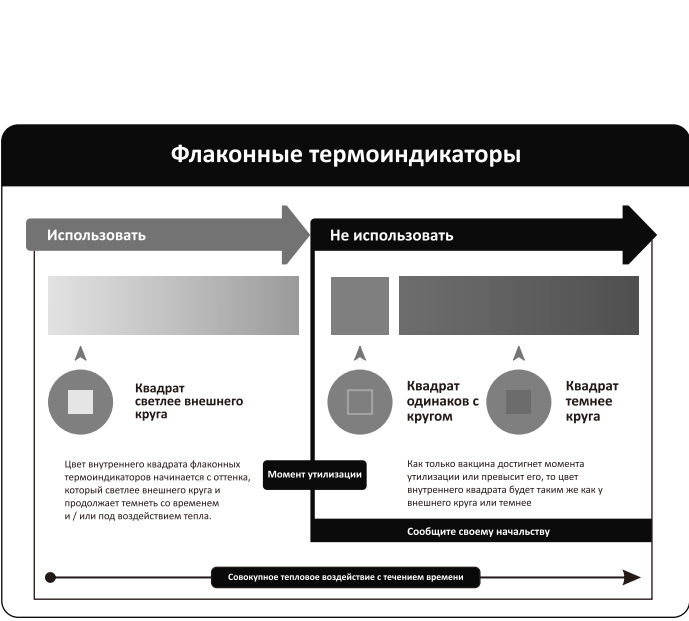 Флаконные термоиндикаторы
Использовать
Не использовать
Квадрат
светлее внешнего
круга
Квадрат
одинаков с
кругом
Квадрат
темнее
круга
Цвет внутреннего квадрата флаконных
термоиндикаторов начинается с оттенка,
который светлее внешнего круга и
продолжает темнеть со временем
и / или под воздействием тепла.
Момент утилизации
Как только вакцина достигнет момента
утилизации или превысит его, то цвет
внутреннего квадрата будет таким же как у
внешнего круга или темнее
Сообщите своему начальству
Совокупное тепловое воздействие с течением времени